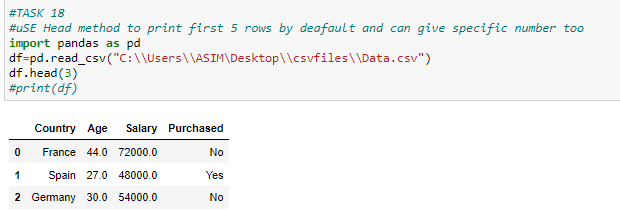 #TASK 18
#uSE Head method to print first 5 rows by deafault and can give specific number too
import pandas as pd
df=pd.read_csv("C:\\Users\\ASIM\Desktop\\csvfiles\\Data.csv")
df.head(3)
#print(df)
Country Age Salary Purchased
0 France 44.0 72000.0 No
1 Spain 27.0 48000.0 Yes
2 Germany 30.0 54000.0 No